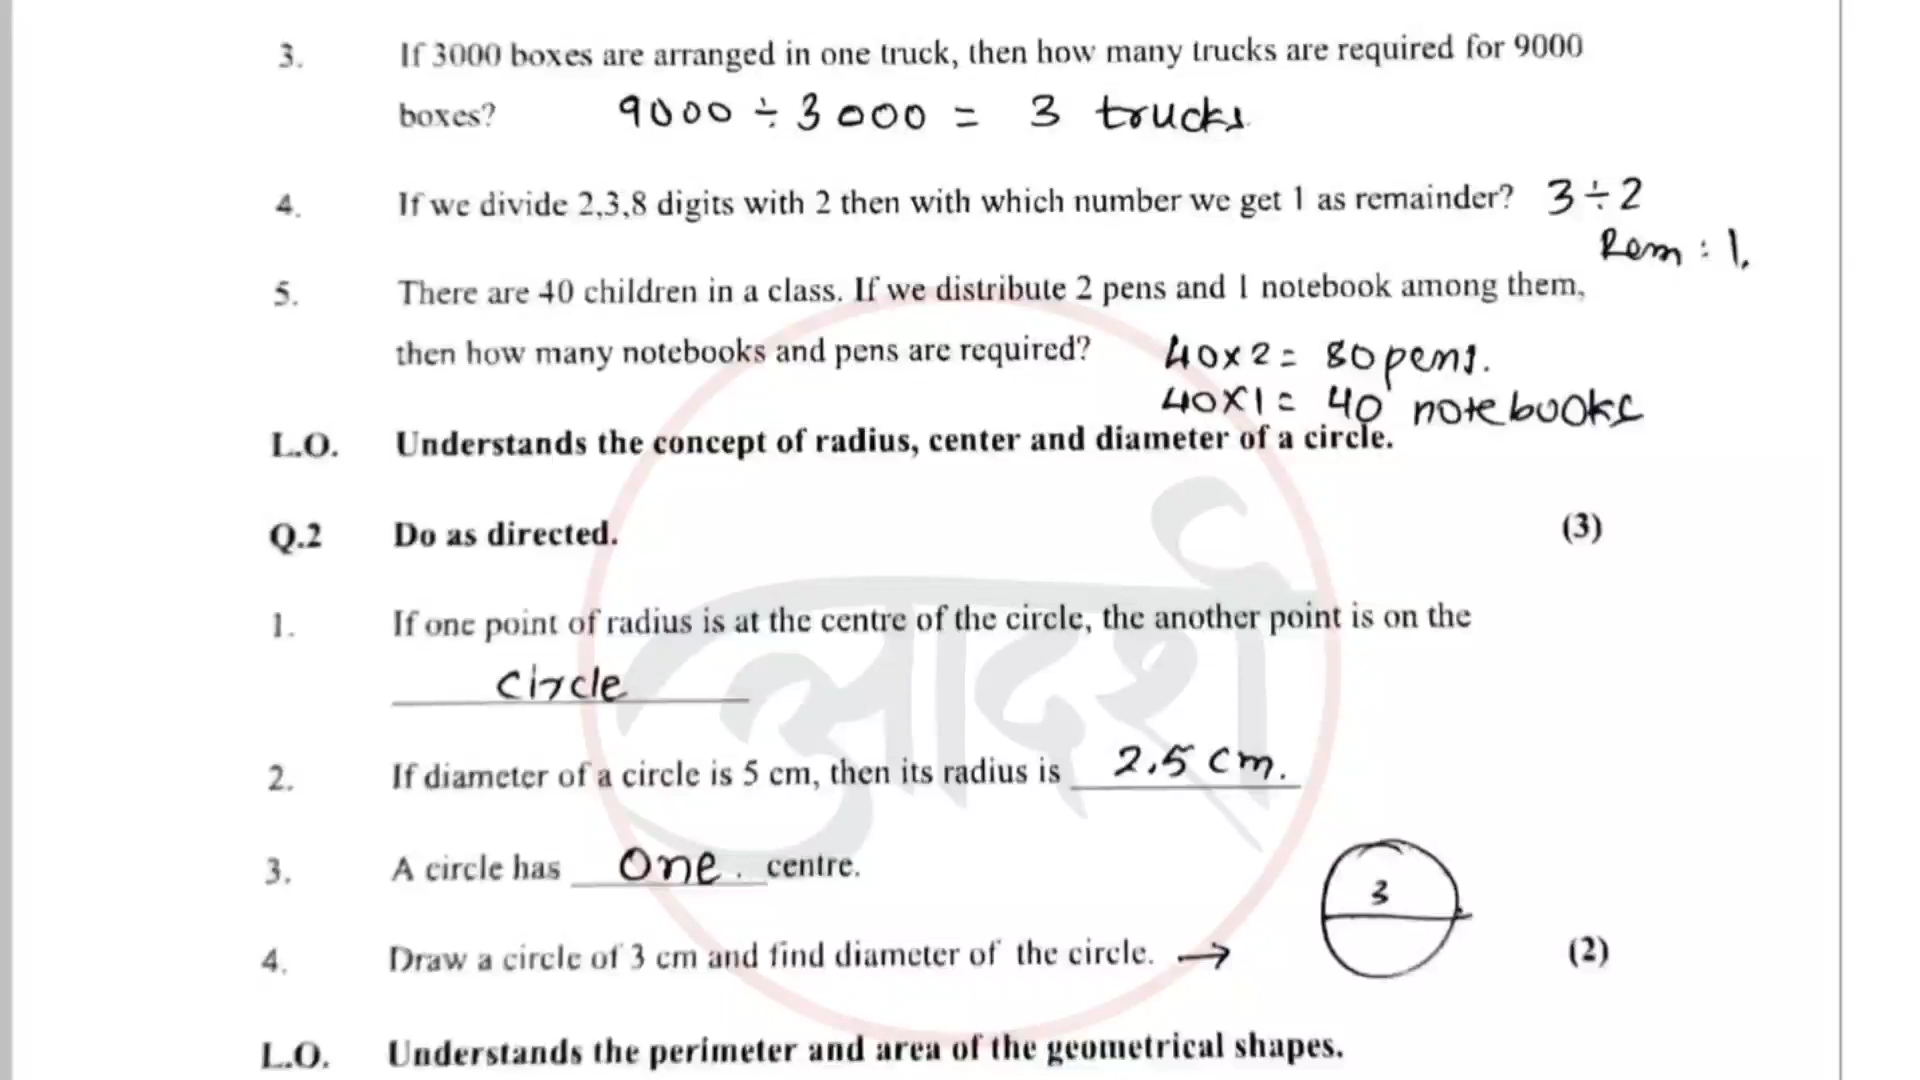 3. If 3000 boxes are arranged in one truck, then how many trucks are required for 9000
boxes? 9000 ÷ 3000 = 3 trucks
4. If we divide 2,3,8 digits with 2 then with which number we get 1 as remainder? 3÷2
Rem : 1.
5. There are 40 children in a class. If we distribute 2 pens and 1 notebook among them,
then how many notebooks and pens are required? 40x2= 80 pens.
40x1= 40 notebooks
L.O. Understands the concept of radius, center and diameter of a circle.
Q.2 Do as directed. (3)
1. If one point of radius is at the centre of the circle, the another point is on the
circle
2. If diameter of a circle is 5 cm, then its radius is 2.5 cm.
3. A circle has One. centre.
3
4. Draw a circle of 3 cm and find diameter of the circle. → (2)
L.O. Understands the perimeter and area of the geometrical shapes.
आदर्श